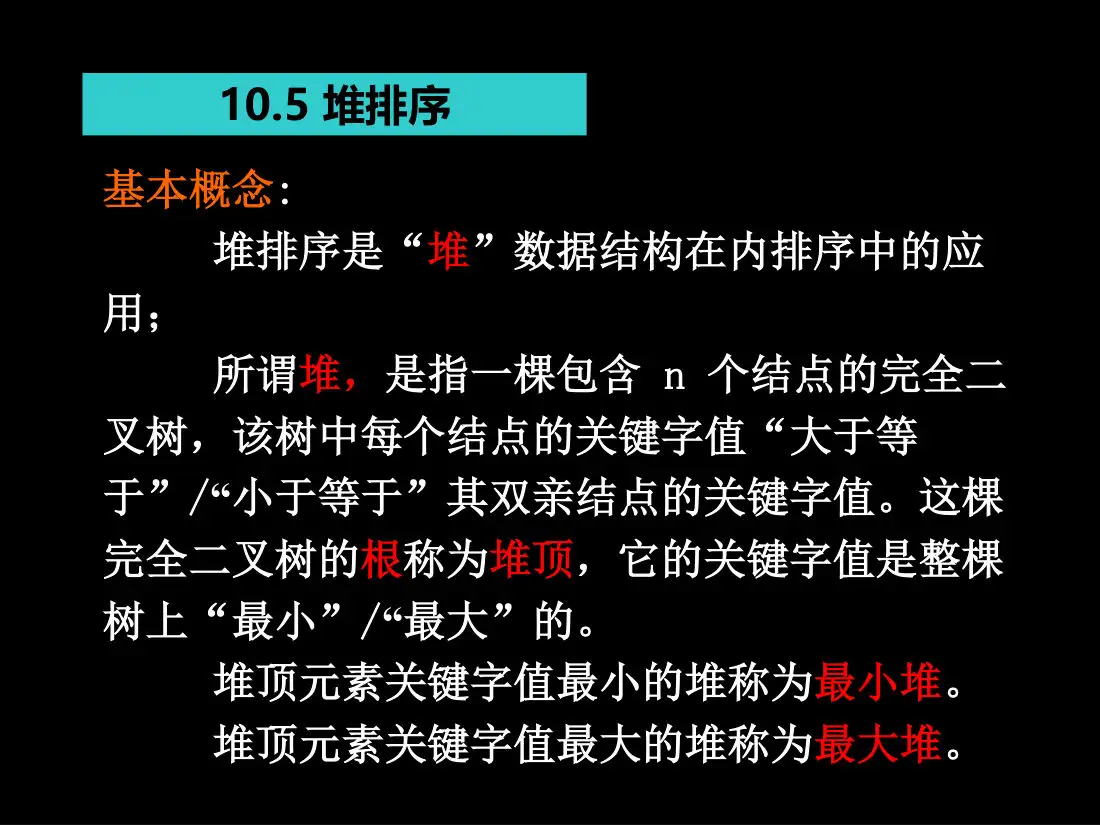 10.5 堆排序
基本概念:
堆排序是“堆”数据结构在内排序中的应
用；
所谓堆，是指一棵包含 n 个结点的完全二
叉树，该树中每个结点的关键字值“大于等
于”/“小于等于”其双亲结点的关键字值。这棵
完全二叉树的根称为堆顶，它的关键字值是整棵
树上“最小”/“最大”的。
堆顶元素关键字值最小的堆称为最小堆。
堆顶元素关键字值最大的堆称为最大堆。